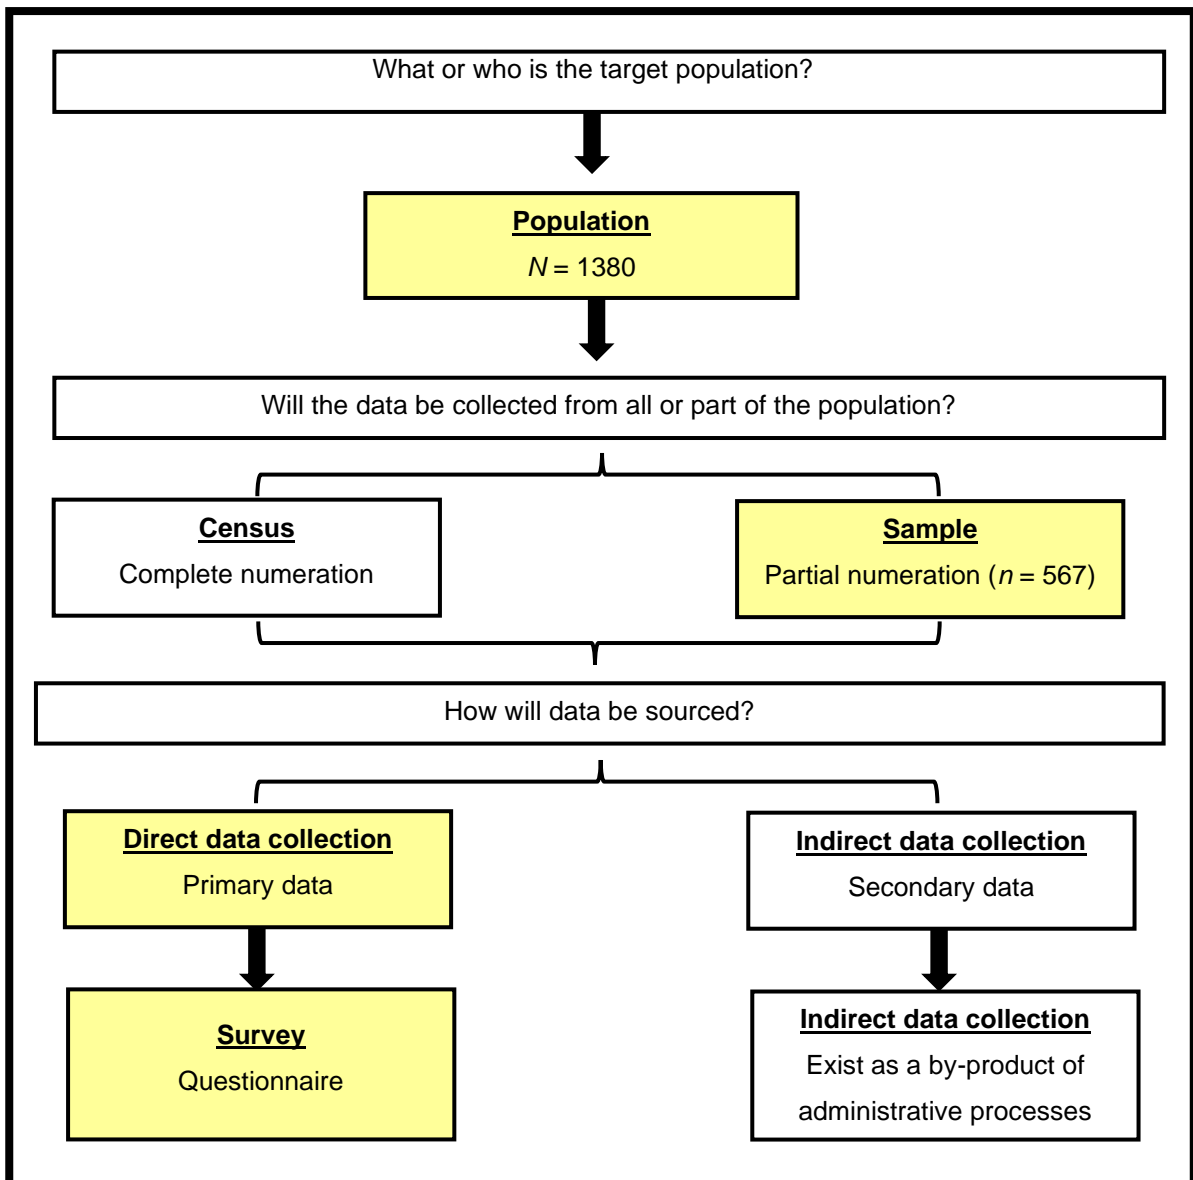 What or who is the target population?
Population
N = 1380
Will the data be collected from all or part of the population?
Census
Complete numeration
Sample
Partial numeration (n = 567)
How will data be sourced?
Direct data collection
Primary data
Indirect data collection
Secondary data
Survey
Questionnaire
Indirect data collection
Exist as a by-product of
administrative processes